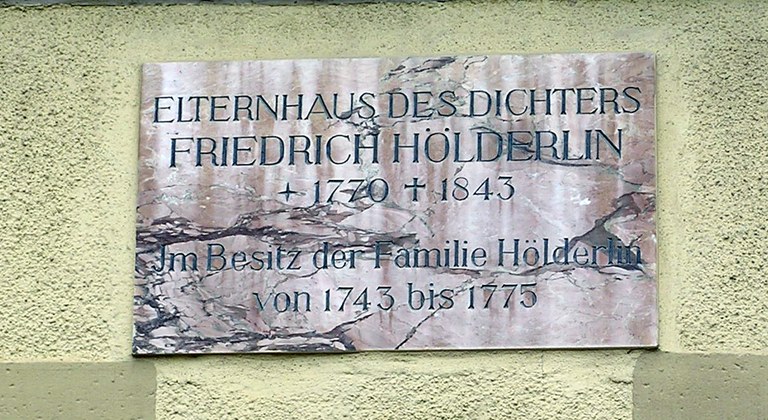 ELTERNHAUS DES DICHTERS
FRIEDRICH HÖLDERLIN
+ 1770 † 1843
Jm Besitz der Familie Hölderlin
von 1743 bis 1775